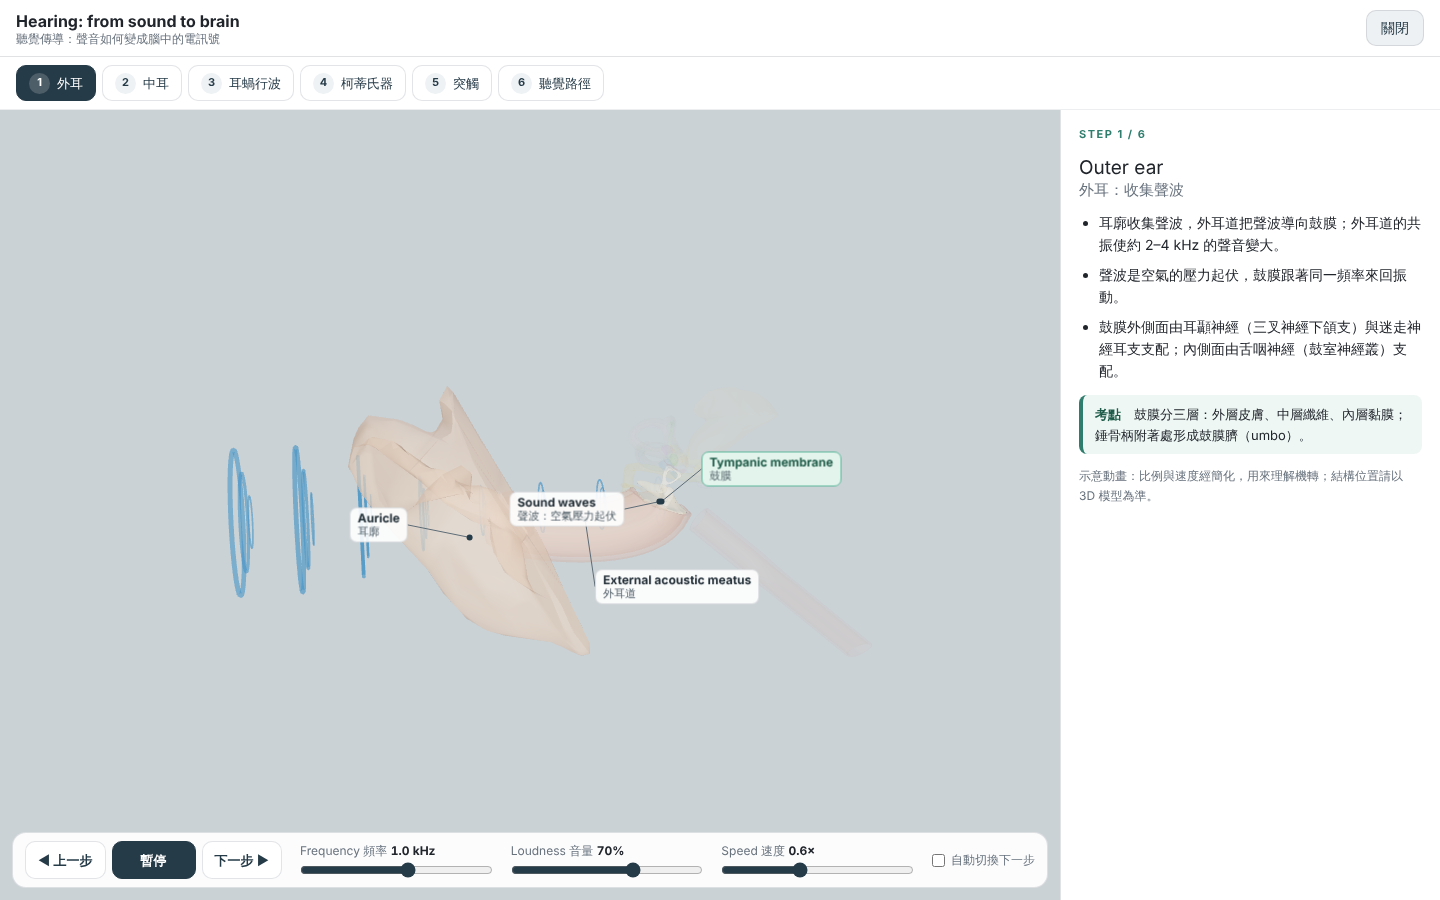 Hearing: from sound to brain
聽覺傳導：聲音如何變成腦中的電訊號
關閉
1 外耳
2 中耳
3 耳蝸行波
4 柯蒂氏器
5 突觸
6 聽覺路徑
Tympanic membrane
鼓膜
Sound waves
聲波：空氣壓力起伏
Auricle
耳廓
External acoustic meatus
外耳道
◀ 上一步
暫停
下一步 ▶
Frequency 頻率 1.0 kHz
Loudness 音量 70%
Speed 速度 0.6×
自動切換下一步
STEP 1 / 6
Outer ear
外耳：收集聲波
• 耳廓收集聲波，外耳道把聲波導向鼓膜；外耳道的共
振使約 2–4 kHz 的聲音變大。
• 聲波是空氣的壓力起伏，鼓膜跟著同一頻率來回振
動。
• 鼓膜外側面由耳顳神經（三叉神經下頜支）與迷走神
經耳支支配；內側面由舌咽神經（鼓室神經叢）支
配。
考點 鼓膜分三層：外層皮膚、中層纖維、內層黏膜；
錘骨柄附著處形成鼓膜臍（umbo）。
示意動畫：比例與速度經簡化，用來理解機轉；結構位置請以
3D 模型為準。